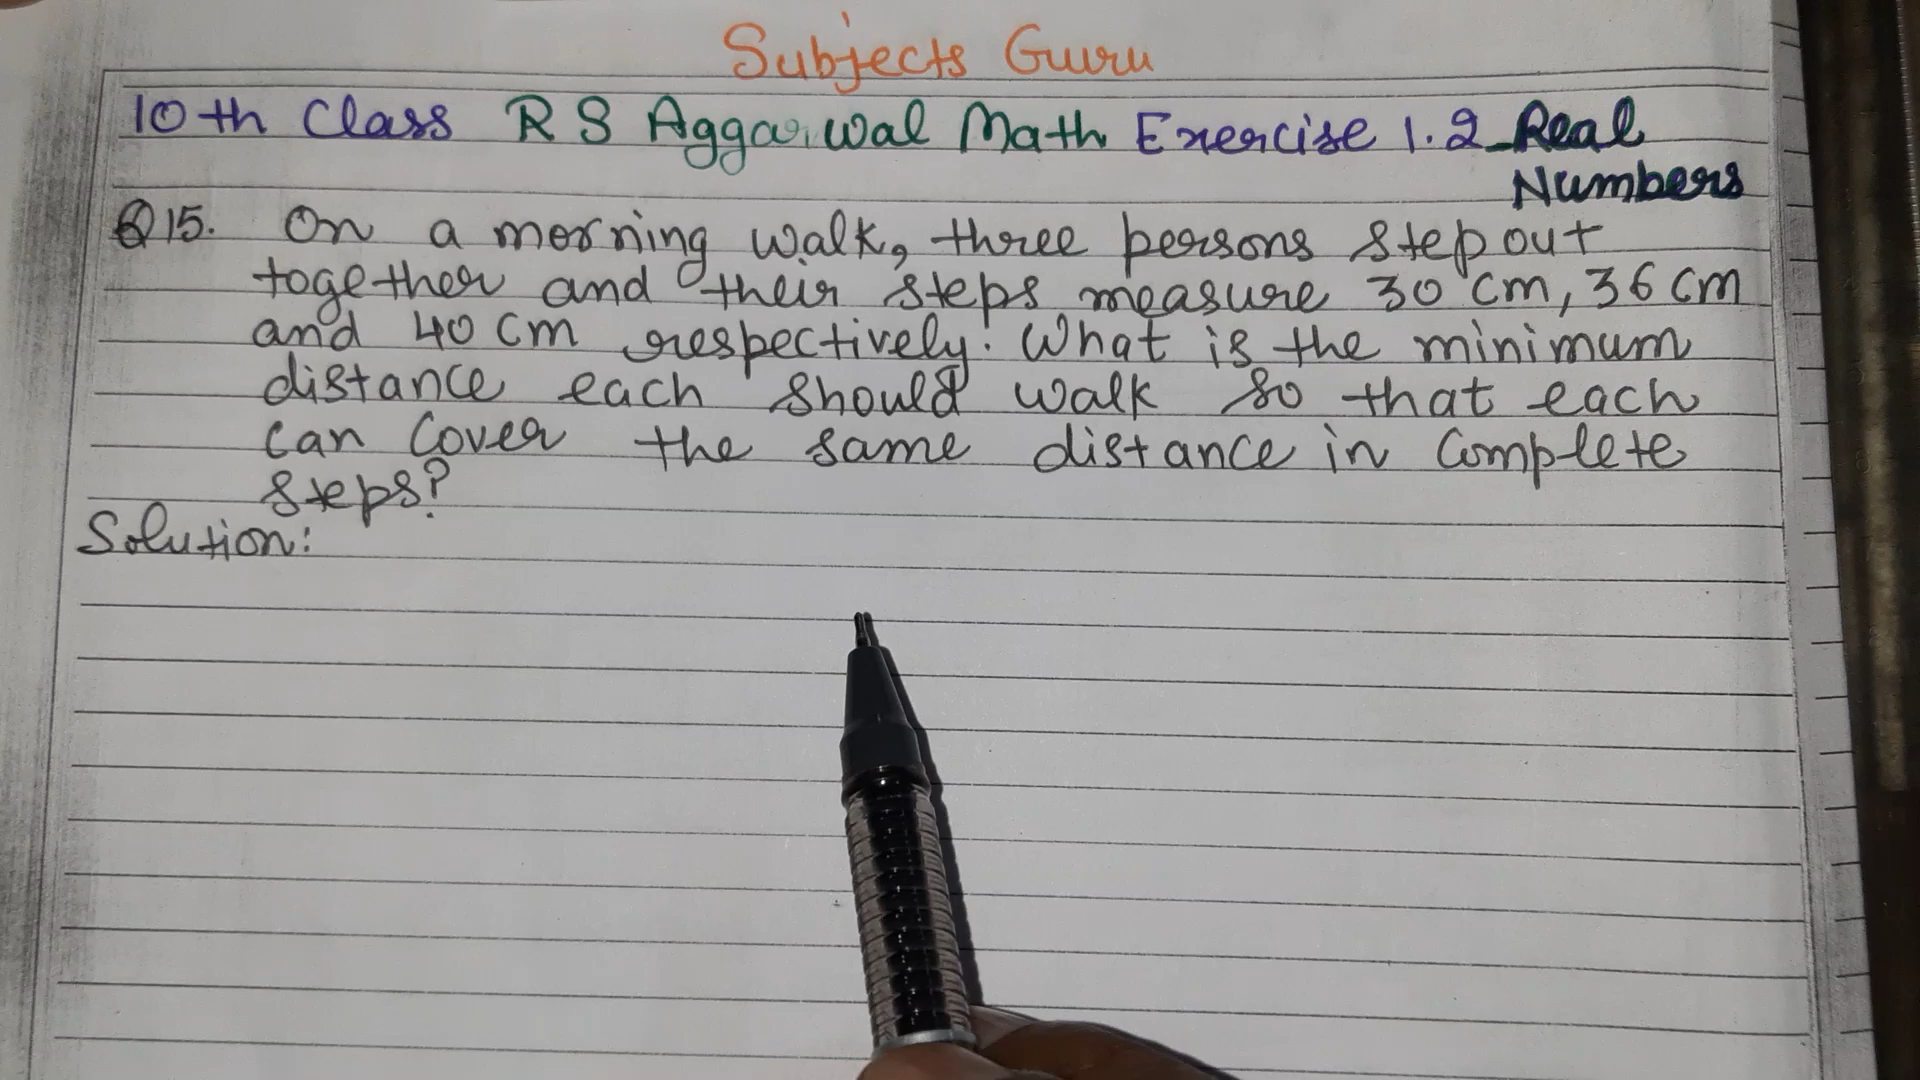 Subjects Guru
10th Class RS Aggarwal Math Exercise 1.2 Real
Numbers
Q15. On a morning walk, three persons step out
together and their steps measure 30 cm, 36 cm
and 40 cm respectively. What is the minimum
distance each should walk so that each
can cover the same distance in complete
steps?
Solution: